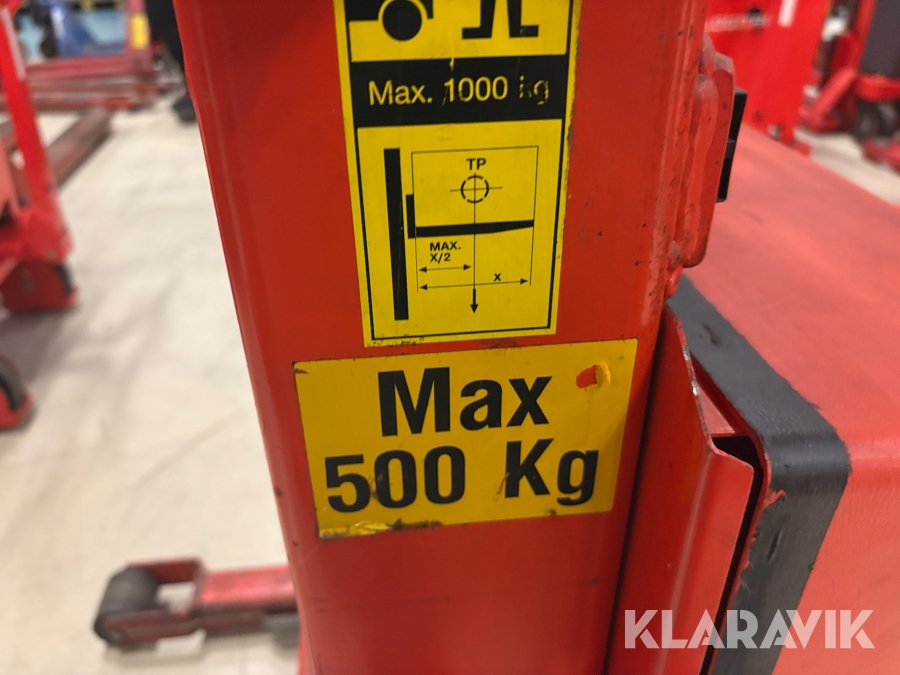 Max. 1000 kg
TP
MAX.
X/2
x
Max
500 Kg
KLARAVIK